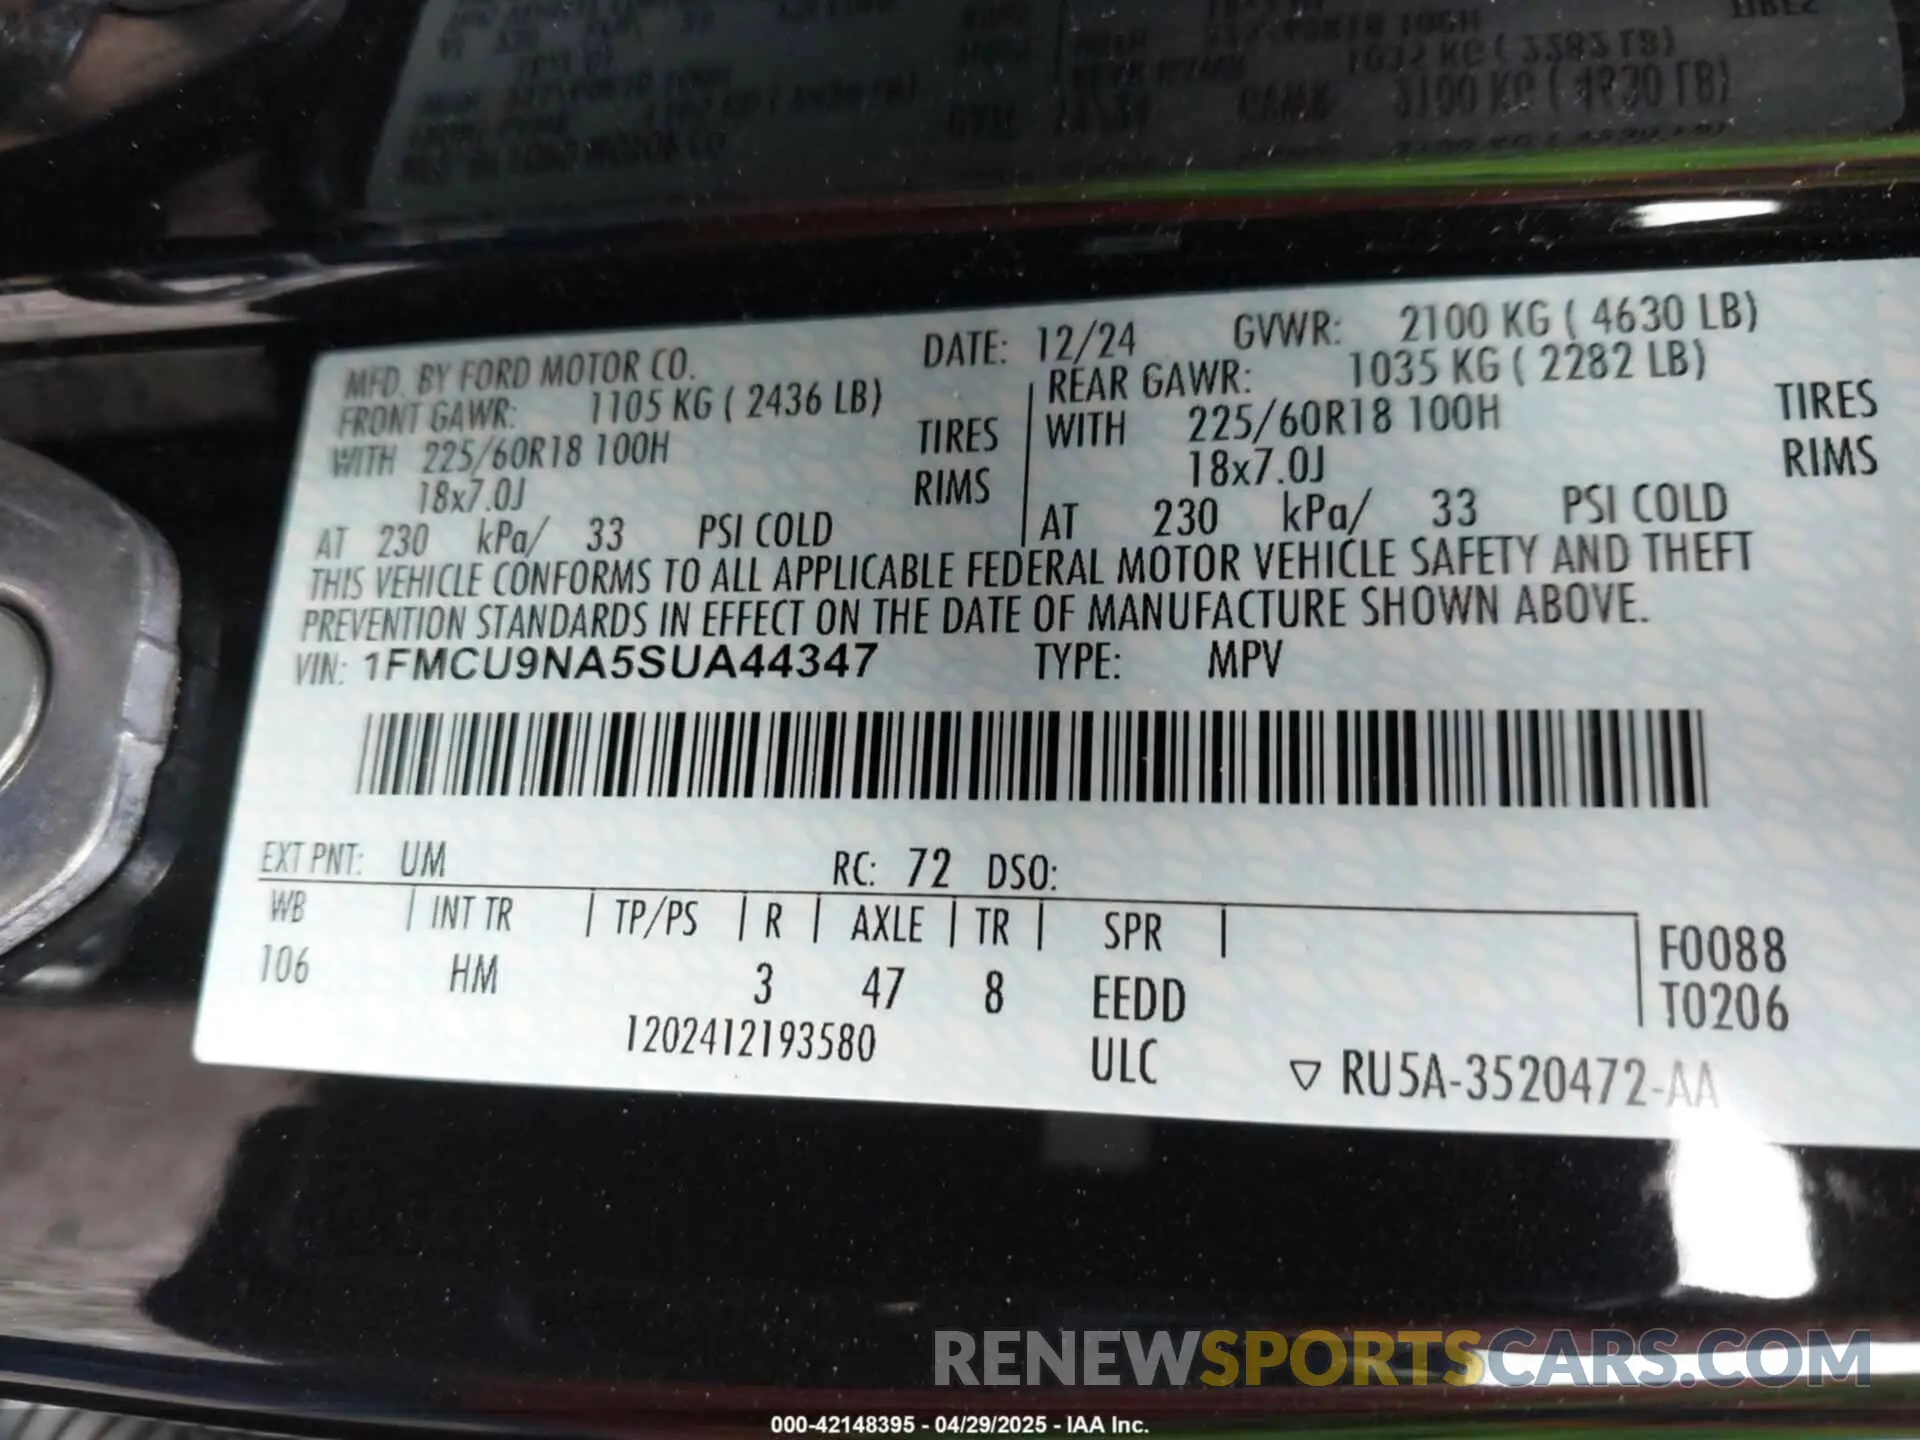 MFD. BY FORD MOTOR CO. DATE: 12/24 GVWR: 2100 KG ( 4630 LB)
FRONT GAWR: 1105 KG ( 2436 LB) REAR GAWR: 1035 KG ( 2282 LB)
WITH 225/60R18 100H TIRES WITH 225/60R18 100H TIRES
18x7.0J RIMS 18x7.0J RIMS
AT 230 kPa/ 33 PSI COLD AT 230 kPa/ 33 PSI COLD
THIS VEHICLE CONFORMS TO ALL APPLICABLE FEDERAL MOTOR VEHICLE SAFETY AND THEFT
PREVENTION STANDARDS IN EFFECT ON THE DATE OF MANUFACTURE SHOWN ABOVE.
VIN: 1FMCU9NA5SUA44347 TYPE: MPV
EXT PNT: UM RC: 72 DSO:
WB | INT TR | TP/PS | R | AXLE | TR | SPR | F0088
106 HM 3 47 8 EEDD T0206
1202412193580 ULC ▽ RU5A-3520472-AA
RENEWSPORTSCARS.COM
000-42148395 - 04/29/2025 - IAA Inc.